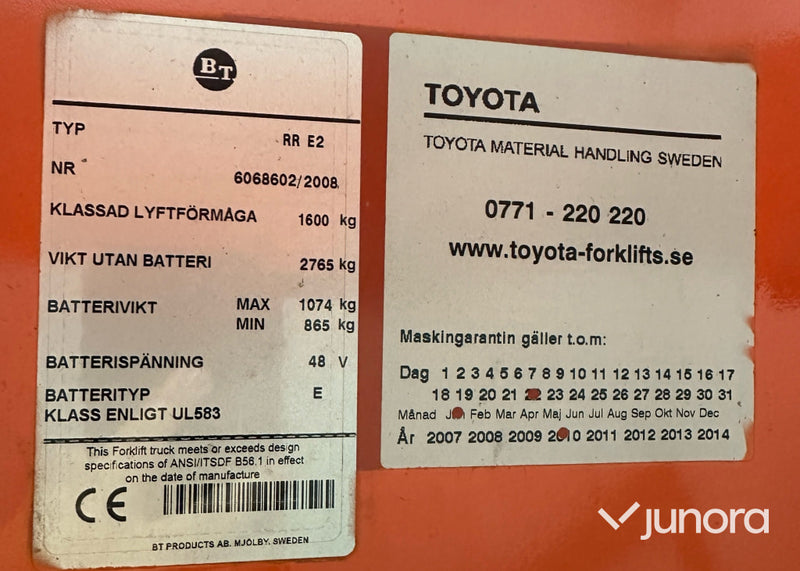 BT
TYP RR E2
NR 6068602/2008
KLASSAD LYFTFÖRMÅGA 1600 kg
VIKT UTAN BATTERI 2765 kg
BATTERIVIKT MAX 1074 kg
MIN 865 kg
BATTERISPÄNNING 48 V
BATTERITYP E
KLASS ENLIGT UL583
This Forklift truck meets or exceeds design
specifications of ANSI/ITSDF B56.1 in effect
on the date of manufacture
CE
BT PRODUCTS AB. MJÖLBY. SWEDEN
TOYOTA
TOYOTA MATERIAL HANDLING SWEDEN
0771 - 220 220
www.toyota-forklifts.se
Maskingarantin gäller t.o.m:
Dag 1 2 3 4 5 6 7 8 9 10 11 12 13 14 15 16 17
18 19 20 21 22 23 24 25 26 27 28 29 30 31
Månad Jan Feb Mar Apr Maj Jun Jul Aug Sep Okt Nov Dec
År 2007 2008 2009 2010 2011 2012 2013 2014
junora